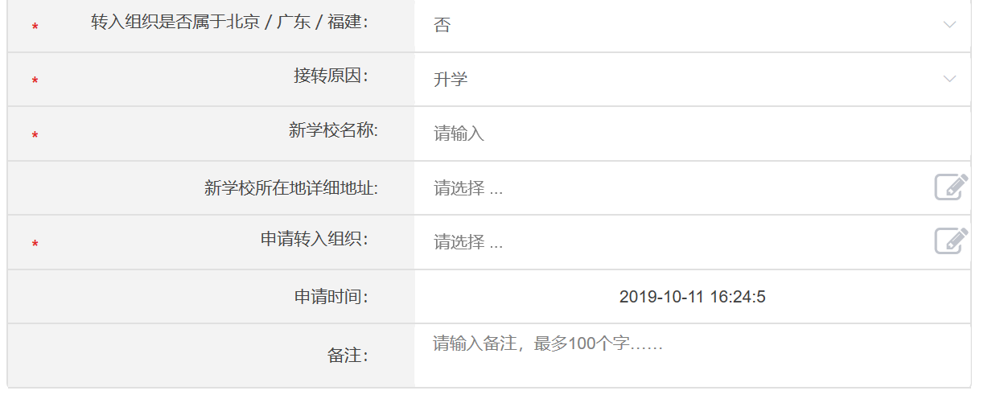 * 转入组织是否属于北京 / 广东 / 福建： 否
* 接转原因： 升学
* 新学校名称: 请输入
新学校所在地详细地址: 请选择 ...
* 申请转入组织： 请选择 ...
申请时间： 2019-10-11 16:24:5
备注： 请输入备注，最多100个字……